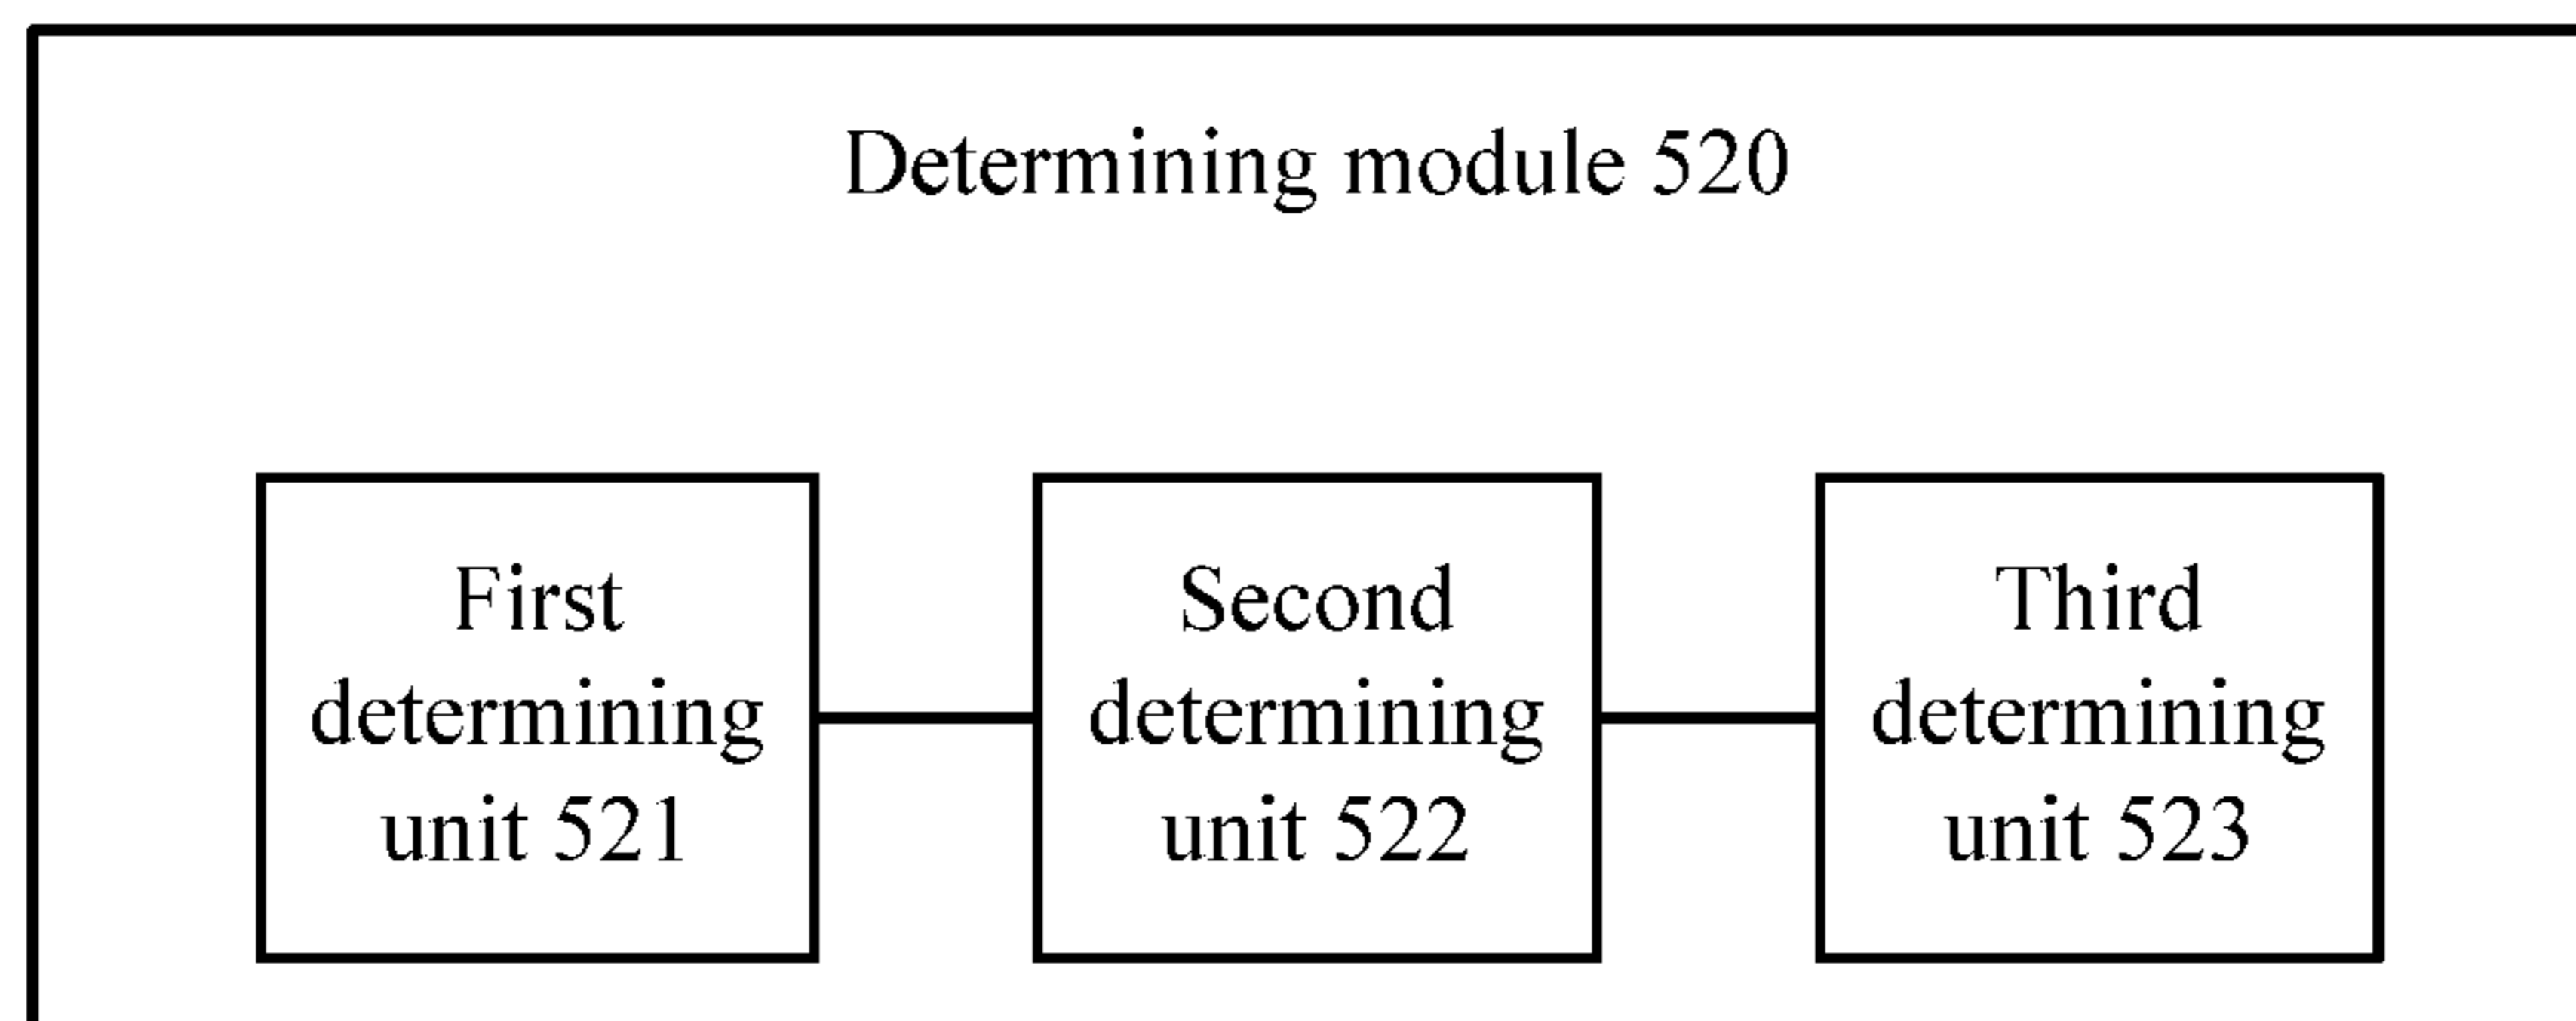 Determining module 520
First
determining
unit 521
Second
determining
unit 522
Third
determining
unit 523